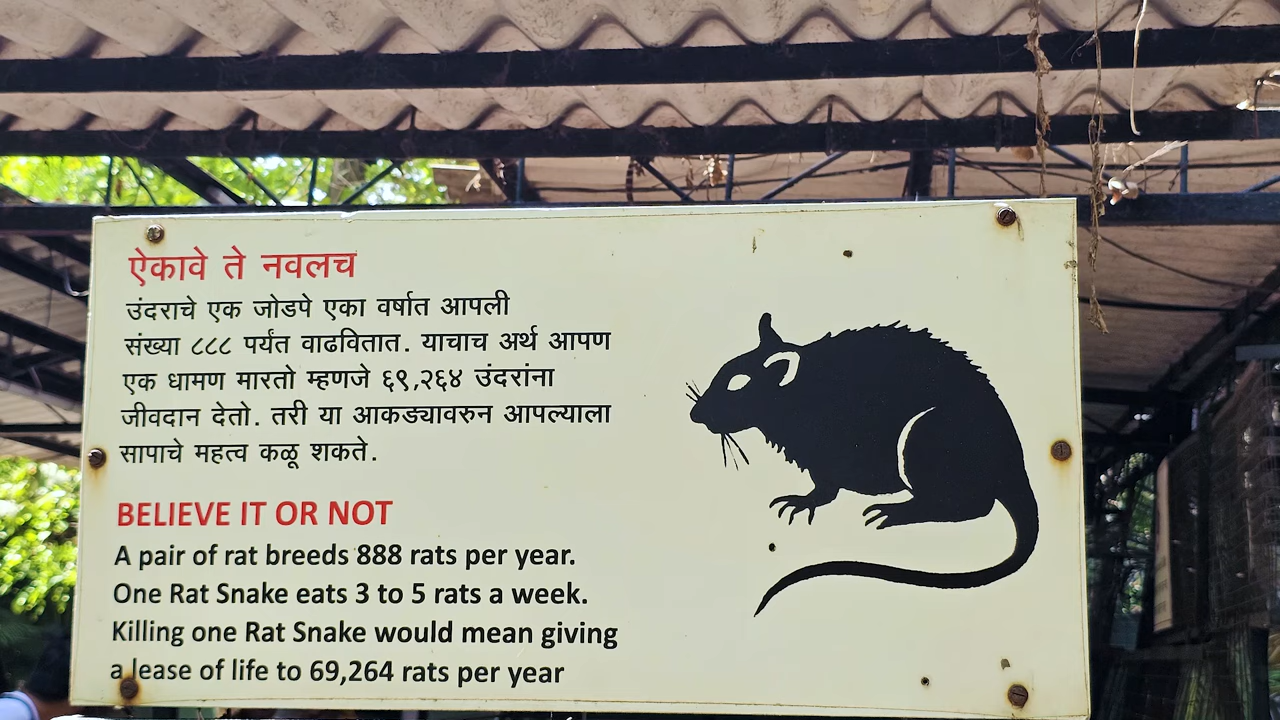 ऐकावे ते नवलच
उंदराचे एक जोडपे एका वर्षात आपली
संख्या ८८८ पर्यंत वाढवितात. याचाच अर्थ आपण
एक धामण मारतो म्हणजे ६९,२६४ उंदरांना
जीवदान देतो. तरी या आकड्यावरुन आपल्याला
सापाचे महत्व कळू शकते.
BELIEVE IT OR NOT
A pair of rat breeds 888 rats per year.
One Rat Snake eats 3 to 5 rats a week.
Killing one Rat Snake would mean giving
a lease of life to 69,264 rats per year